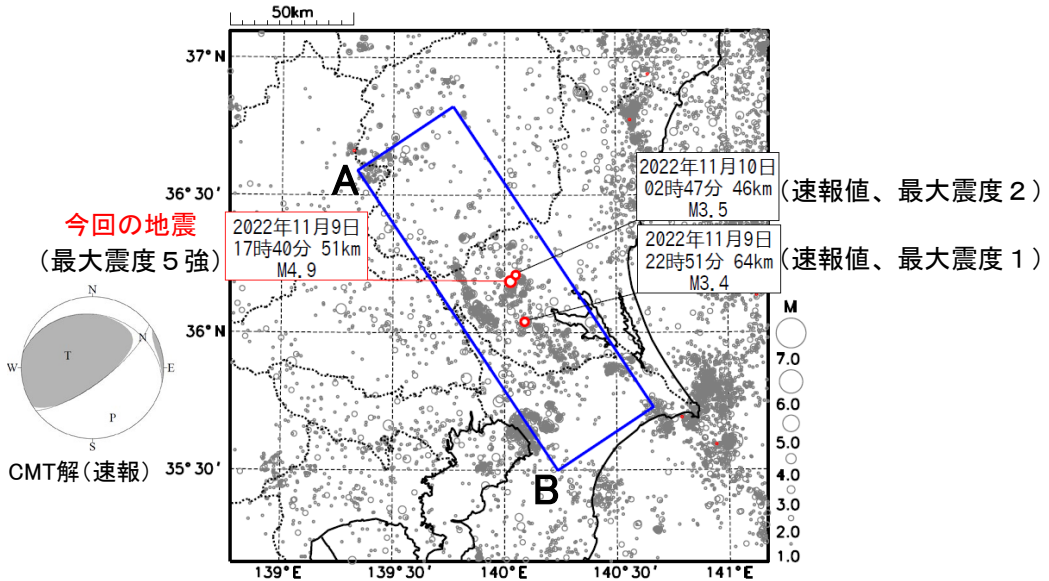 50km
37°N
36°30′
36°N
35°30′
139°E
139°30′
140°E
140°30′
141°E
A
B
2022年11月10日
02時47分 46km
M3.5
(速報値、最大震度２)
今回の地震
(最大震度５強)
2022年11月9日
17時40分 51km
M4.9
2022年11月9日
22時51分 64km
M3.4
(速報値、最大震度１)
N
W
T
N
E
P
S
CMT解(速報)
M
7.0
6.0
5.0
4.0
3.0
2.0
1.0